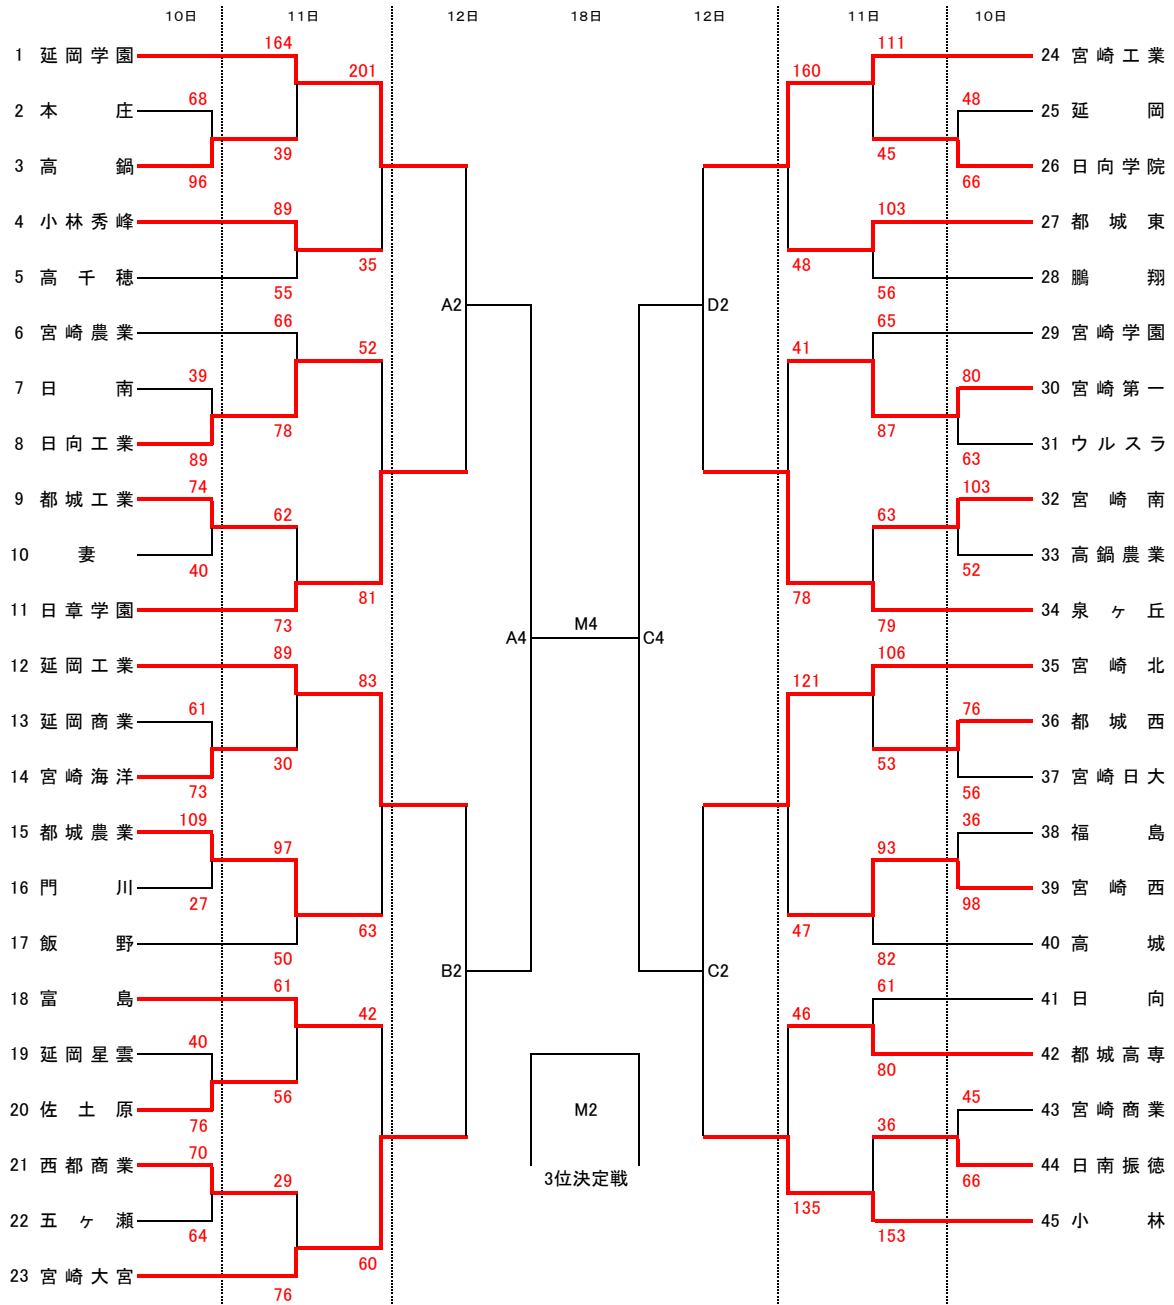 10日 11日 12日 18日 12日 11日 10日
164 111
1 延岡学園 24 宮崎工業
201 160
68 48
2 本庄 25 延岡
39 45
3 高鍋 26 日向学院
96 66
89 103
4 小林秀峰 27 都城東
35 48
5 高千穂 28 鵬翔
55 56
A2 D2
66 65
6 宮崎農業 29 宮崎学園
52 41
39 80
7 日南 30 宮崎第一
78 87
8 日向工業 31 ウルスラ
89 63
74 103
9 都城工業 32 宮崎南
62 63
10 妻 33 高鍋農業
40 52
81 78
11 日章学園 34 泉ヶ丘
73 79
M4
A4 C4
89 106
12 延岡工業 35 宮崎北
83 121
61 76
13 延岡商業 36 都城西
30 53
14 宮崎海洋 37 宮崎日大
73 56
109 36
15 都城農業 38 福島
97 93
16 門川 39 宮崎西
27 98
63 47
17 飯野 40 高城
50 82
B2 C2
61 61
18 富島 41 日向
42 46
40
19 延岡星雲 42 都城高専
80
56 45
20 佐土原 43 宮崎商業
M2
76
70 36
21 西都商業 44 日南振徳
3位決定戦
29 66
135
22 五ヶ瀬 45 小林
64 153
60
23 宮崎大宮
76